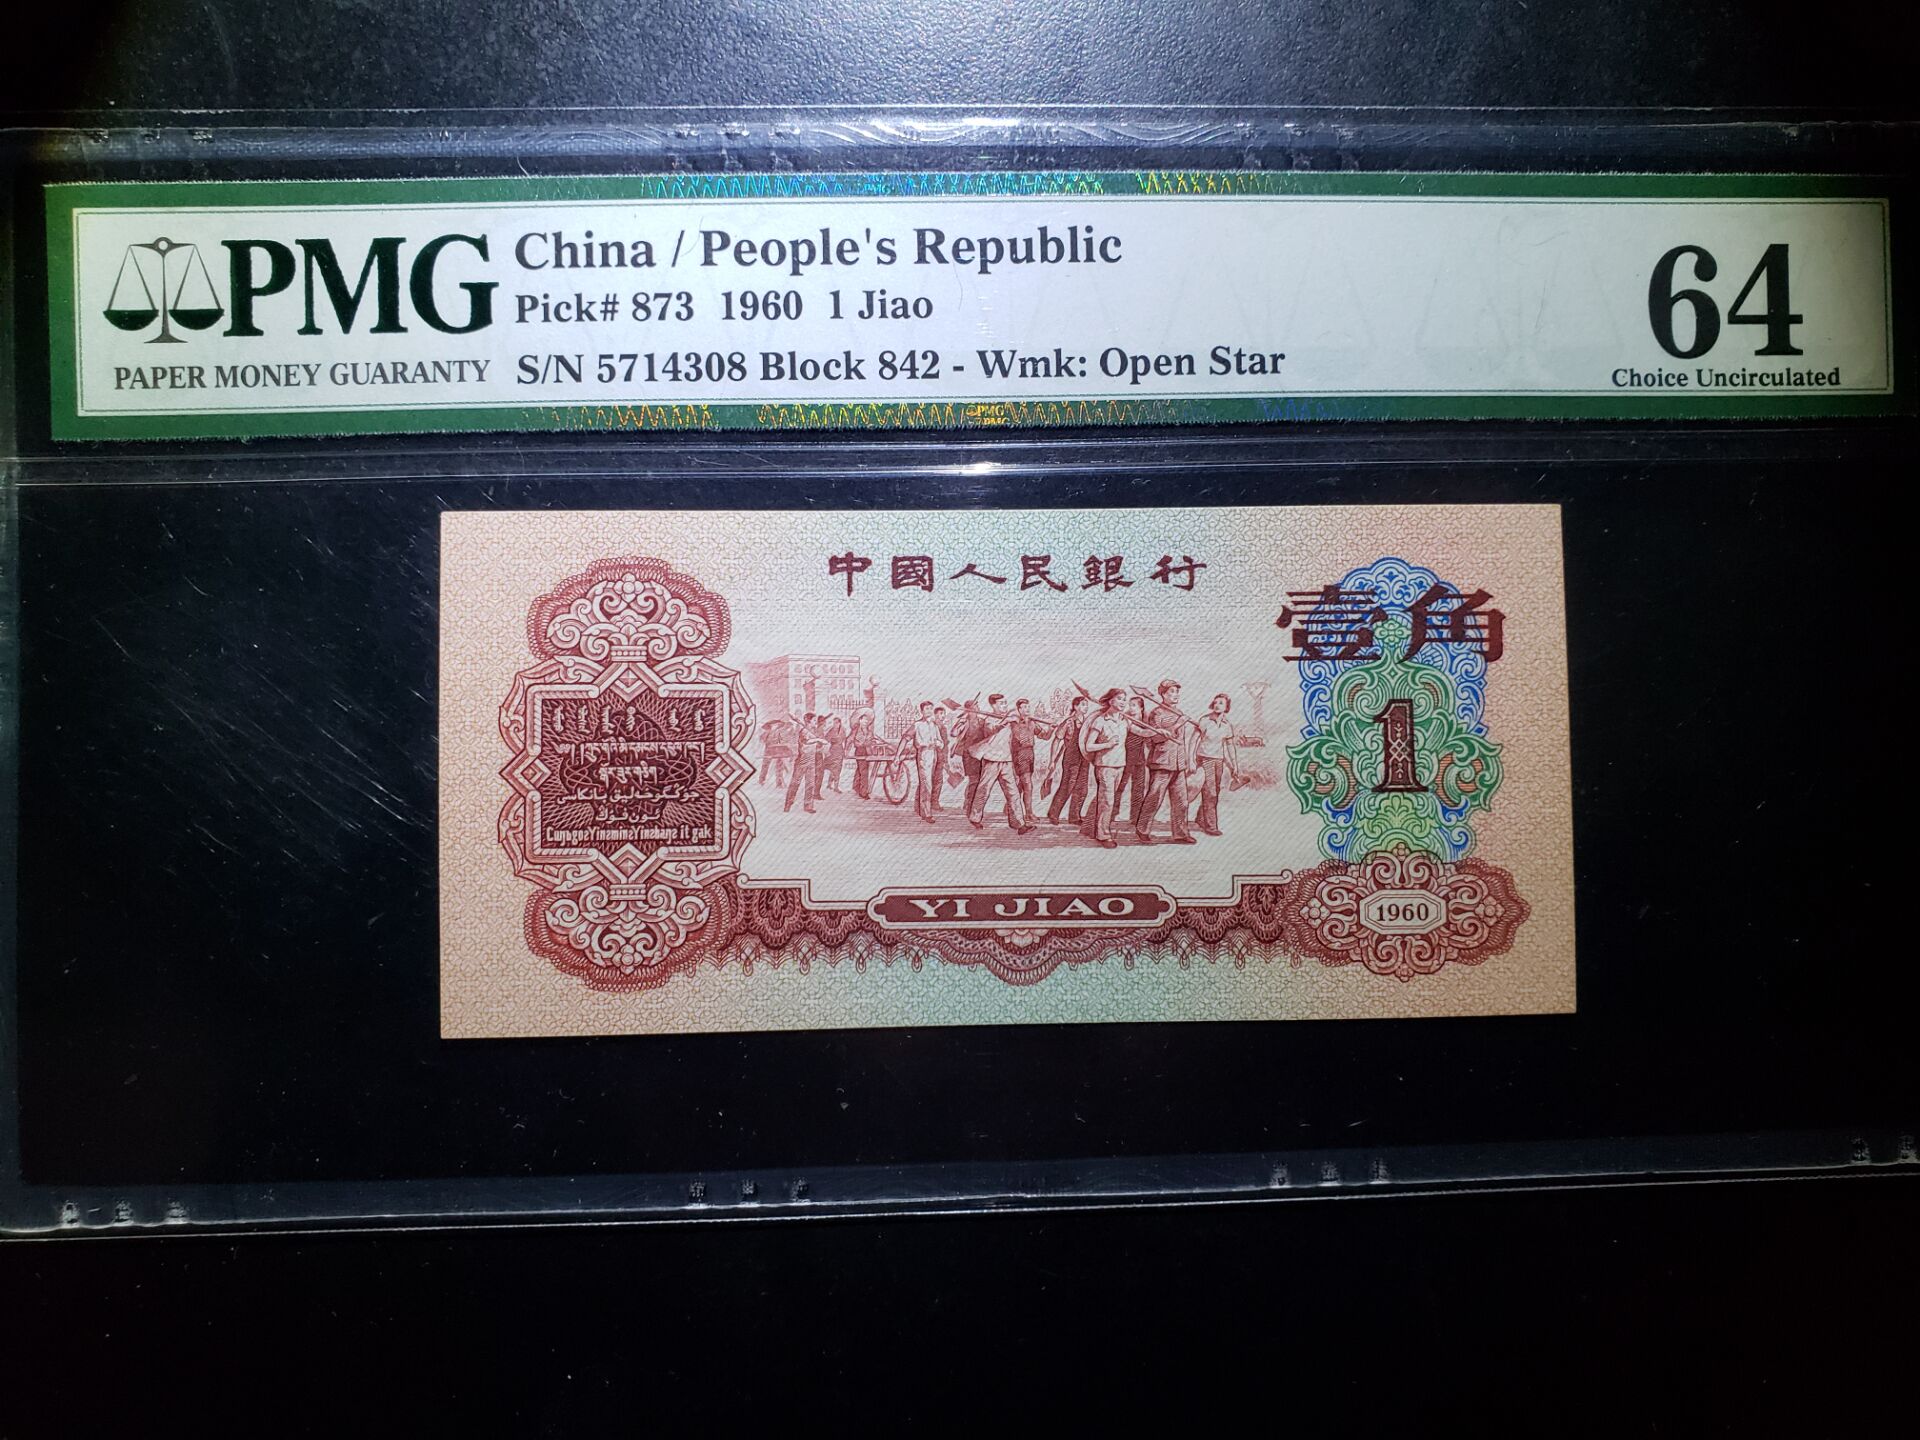 PMG
PAPER MONEY GUARANTY
China / People's Republic
Pick# 873 1960 1 Jiao
S/N 5714308 Block 842 - Wmk: Open Star
64
Choice Uncirculated
PMG
中國人民銀行
壹角
1
YI JIAO
1960